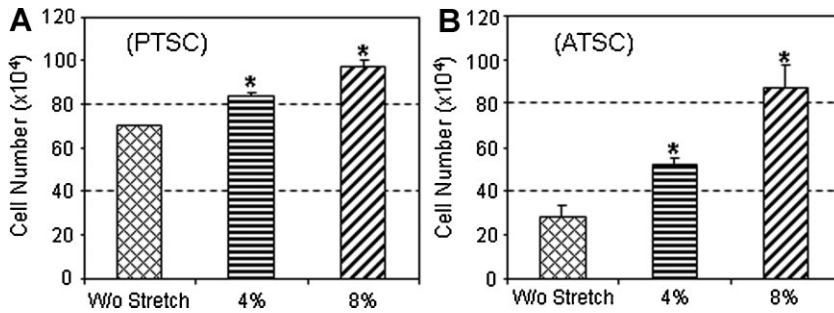 A
(PTSC)
Cell Number (x10⁴)
120
100
80
60
40
20
0
*
*
W/o Stretch 4% 8%
B
(ATSC)
Cell Number (x10⁴)
120
100
80
60
40
20
0
*
*
W/o Stretch 4% 8%